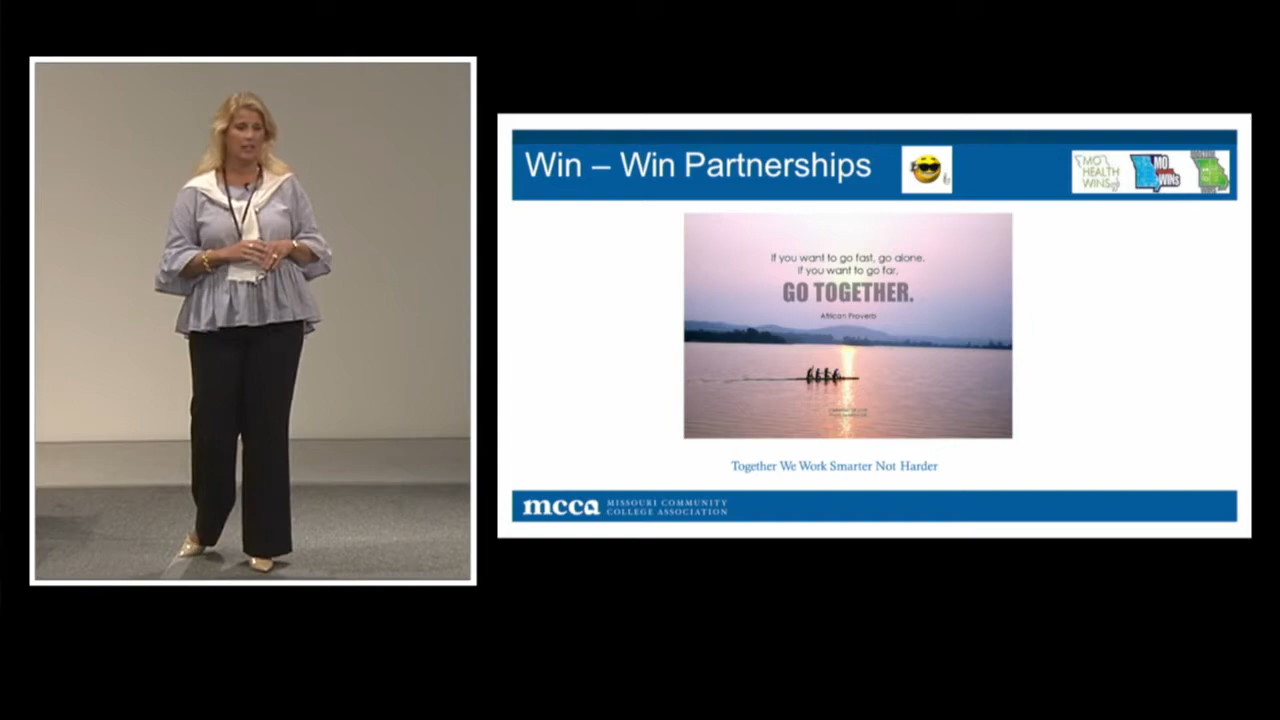 Win – Win Partnerships
MO
HEALTH
WINS
MO
WINs
If you want to go fast, go alone.
If you want to go far,
GO TOGETHER.
African Proverb
Together We Work Smarter Not Harder
mcca
MISSOURI COMMUNITY
COLLEGE ASSOCIATION